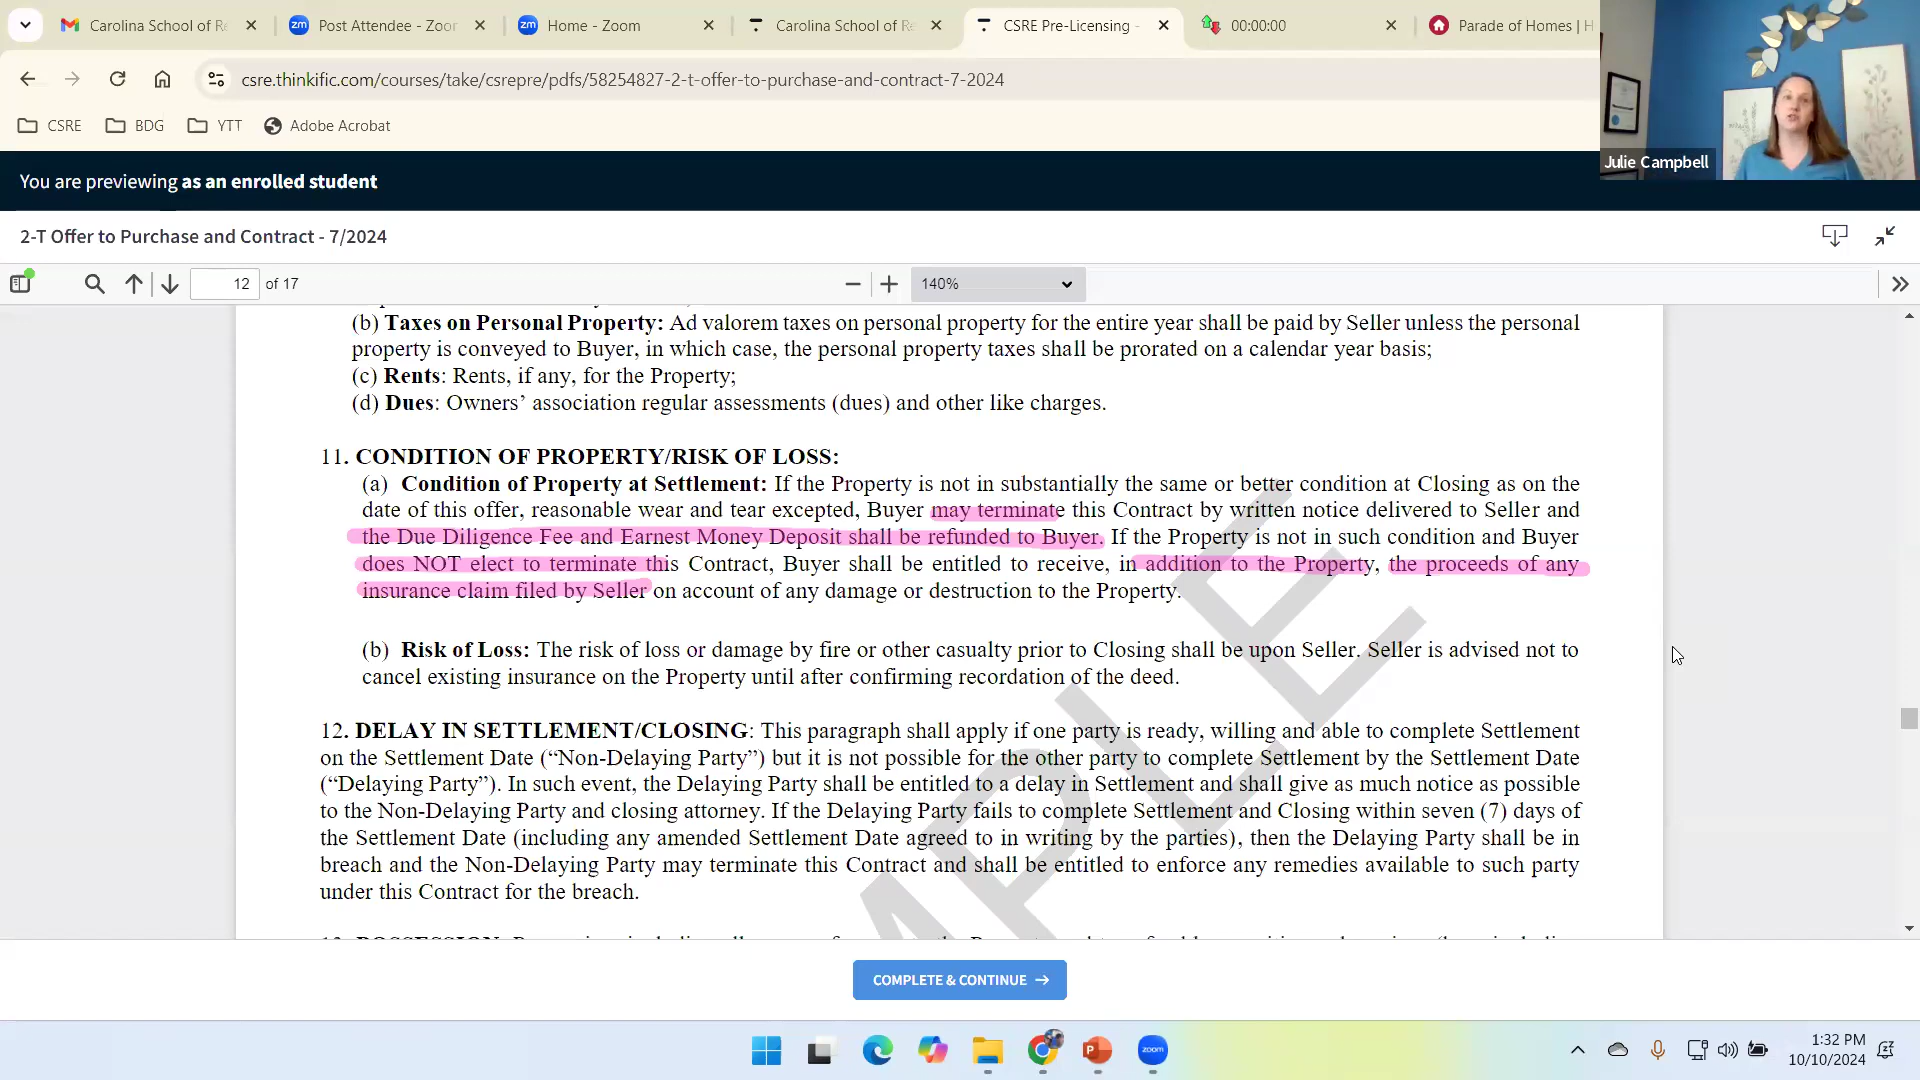 Carolina School of Re
Post Attendee - Zoor
Home - Zoom
Carolina School of Re
CSRE Pre-Licensing -
00:00:00
Parade of Homes | H
csre.thinkific.com/courses/take/csrepre/pdfs/58254827-2-t-offer-to-purchase-and-contract-7-2024
CSRE
BDG
YTT
Adobe Acrobat
Julie Campbell
You are previewing as an enrolled student
2-T Offer to Purchase and Contract - 7/2024
12 of 17
140%
(b) Taxes on Personal Property: Ad valorem taxes on personal property for the entire year shall be paid by Seller unless the personal
property is conveyed to Buyer, in which case, the personal property taxes shall be prorated on a calendar year basis;
(c) Rents: Rents, if any, for the Property;
(d) Dues: Owners’ association regular assessments (dues) and other like charges.
11. CONDITION OF PROPERTY/RISK OF LOSS:
(a) Condition of Property at Settlement: If the Property is not in substantially the same or better condition at Closing as on the
date of this offer, reasonable wear and tear excepted, Buyer may terminate this Contract by written notice delivered to Seller and
the Due Diligence Fee and Earnest Money Deposit shall be refunded to Buyer. If the Property is not in such condition and Buyer
does NOT elect to terminate this Contract, Buyer shall be entitled to receive, in addition to the Property, the proceeds of any
insurance claim filed by Seller on account of any damage or destruction to the Property.
(b) Risk of Loss: The risk of loss or damage by fire or other casualty prior to Closing shall be upon Seller. Seller is advised not to
cancel existing insurance on the Property until after confirming recordation of the deed.
12. DELAY IN SETTLEMENT/CLOSING: This paragraph shall apply if one party is ready, willing and able to complete Settlement
on the Settlement Date (“Non-Delaying Party”) but it is not possible for the other party to complete Settlement by the Settlement Date
(“Delaying Party”). In such event, the Delaying Party shall be entitled to a delay in Settlement and shall give as much notice as possible
to the Non-Delaying Party and closing attorney. If the Delaying Party fails to complete Settlement and Closing within seven (7) days of
the Settlement Date (including any amended Settlement Date agreed to in writing by the parties), then the Delaying Party shall be in
breach and the Non-Delaying Party may terminate this Contract and shall be entitled to enforce any remedies available to such party
under this Contract for the breach.
MPLE
COMPLETE & CONTINUE
zoom
1:32 PM
10/10/2024